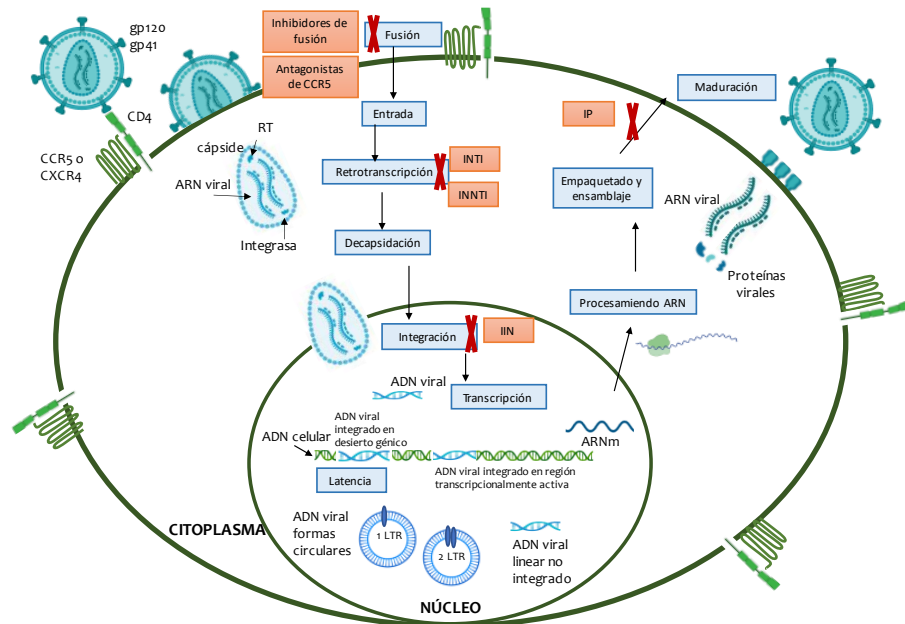 gp120
gp41
CD4
CCR5 o
CXCR4
Inhibidores
de fusión
Antagonistas
de CCR5
Fusión
Entrada
RT
cápside
ARN viral
Integrasa
Retrotranscripción
INTI
INNTI
Decapsidación
Integración
IIN
ADN viral
Transcripción
ARNm
ADN celular
ADN viral
integrado en
desierto génico
ADN viral integrado en región
transcripcionalmente activa
Latencia
ADN viral
formas
circulares
1 LTR
2 LTR
ADN viral
linear no
integrado
CITOPLASMA
NÚCLEO
Procesamiendo ARN
Empaquetado y
ensamblaje
IP
Maduración
ARN viral
Proteínas
virales